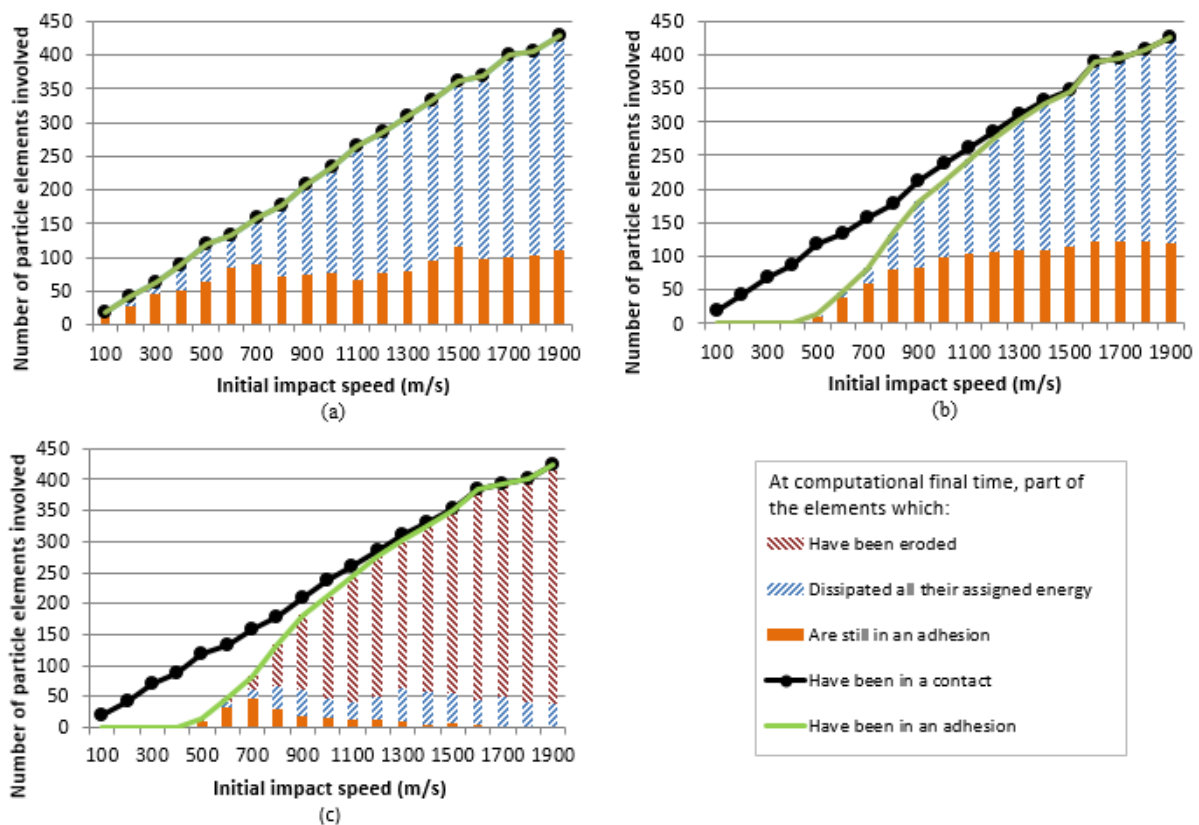 Number of particle elements involved
450
400
350
300
250
200
150
100
50
0
100 300 500 700 900 1100 1300 1500 1700 1900
Initial impact speed (m/s)
(a)
Number of particle elements involved
450
400
350
300
250
200
150
100
50
0
100 300 500 700 900 1100 1300 1500 1700 1900
Initial impact speed (m/s)
(b)
Number of particle elements involved
450
400
350
300
250
200
150
100
50
0
100 300 500 700 900 1100 1300 1500 1700 1900
Initial impact speed (m/s)
(c)
At computational final time, part of
the elements which:
Have been eroded
Dissipated all their assigned energy
Are still in an adhesion
Have been in a contact
Have been in an adhesion